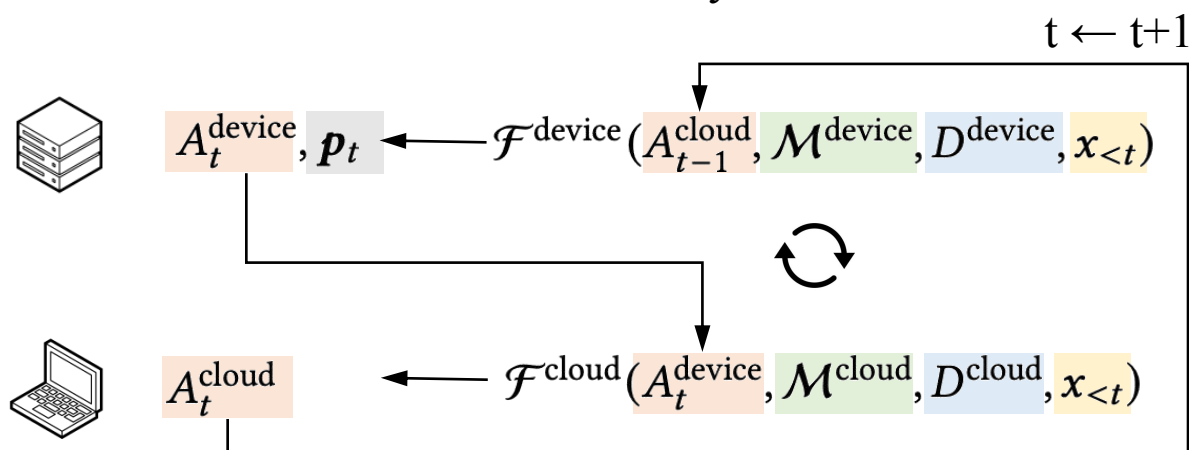 t ← t+1
A_t^device, p_t ← ℱ^device(A_{t−1}^cloud, ℳ^device, D^device, x_{<t})
A_t^cloud ← ℱ^cloud(A_t^device, ℳ^cloud, D^cloud, x_{<t})